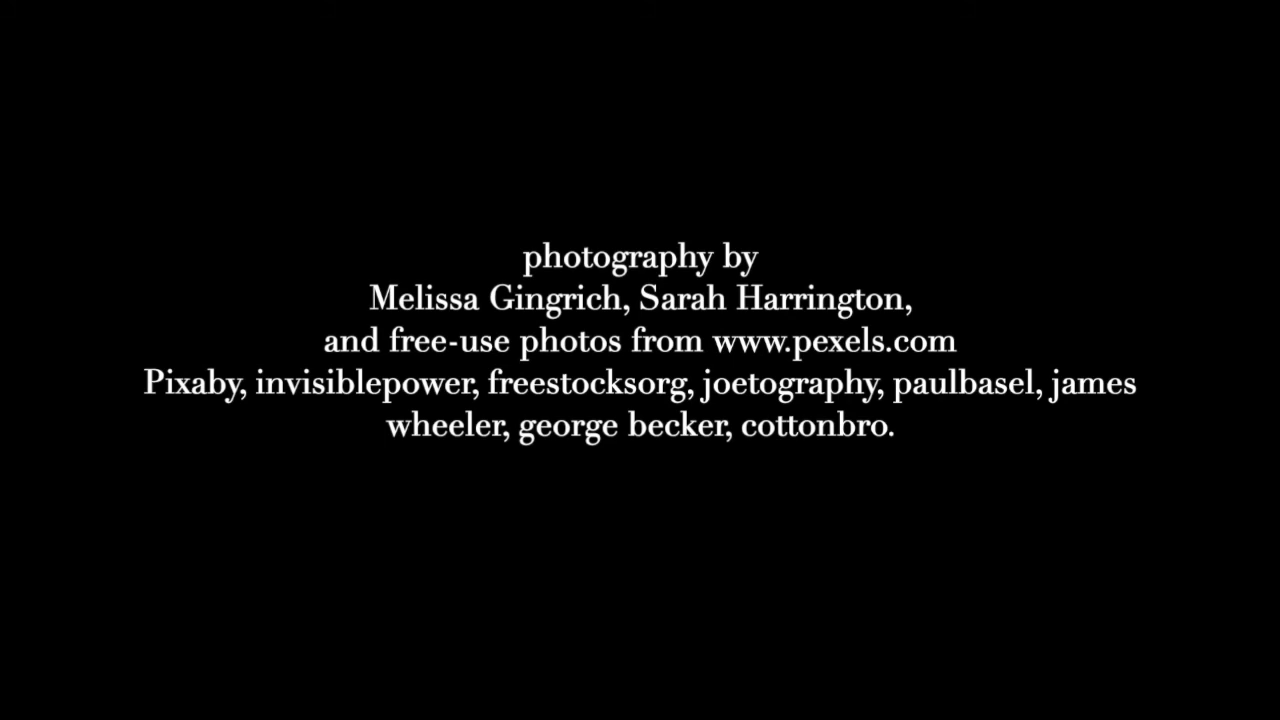 photography by
Melissa Gingrich, Sarah Harrington,
and free-use photos from www.pexels.com
Pixaby, invisiblepower, freestocksorg, joetography, paulbasel, james
wheeler, george becker, cottonbro.